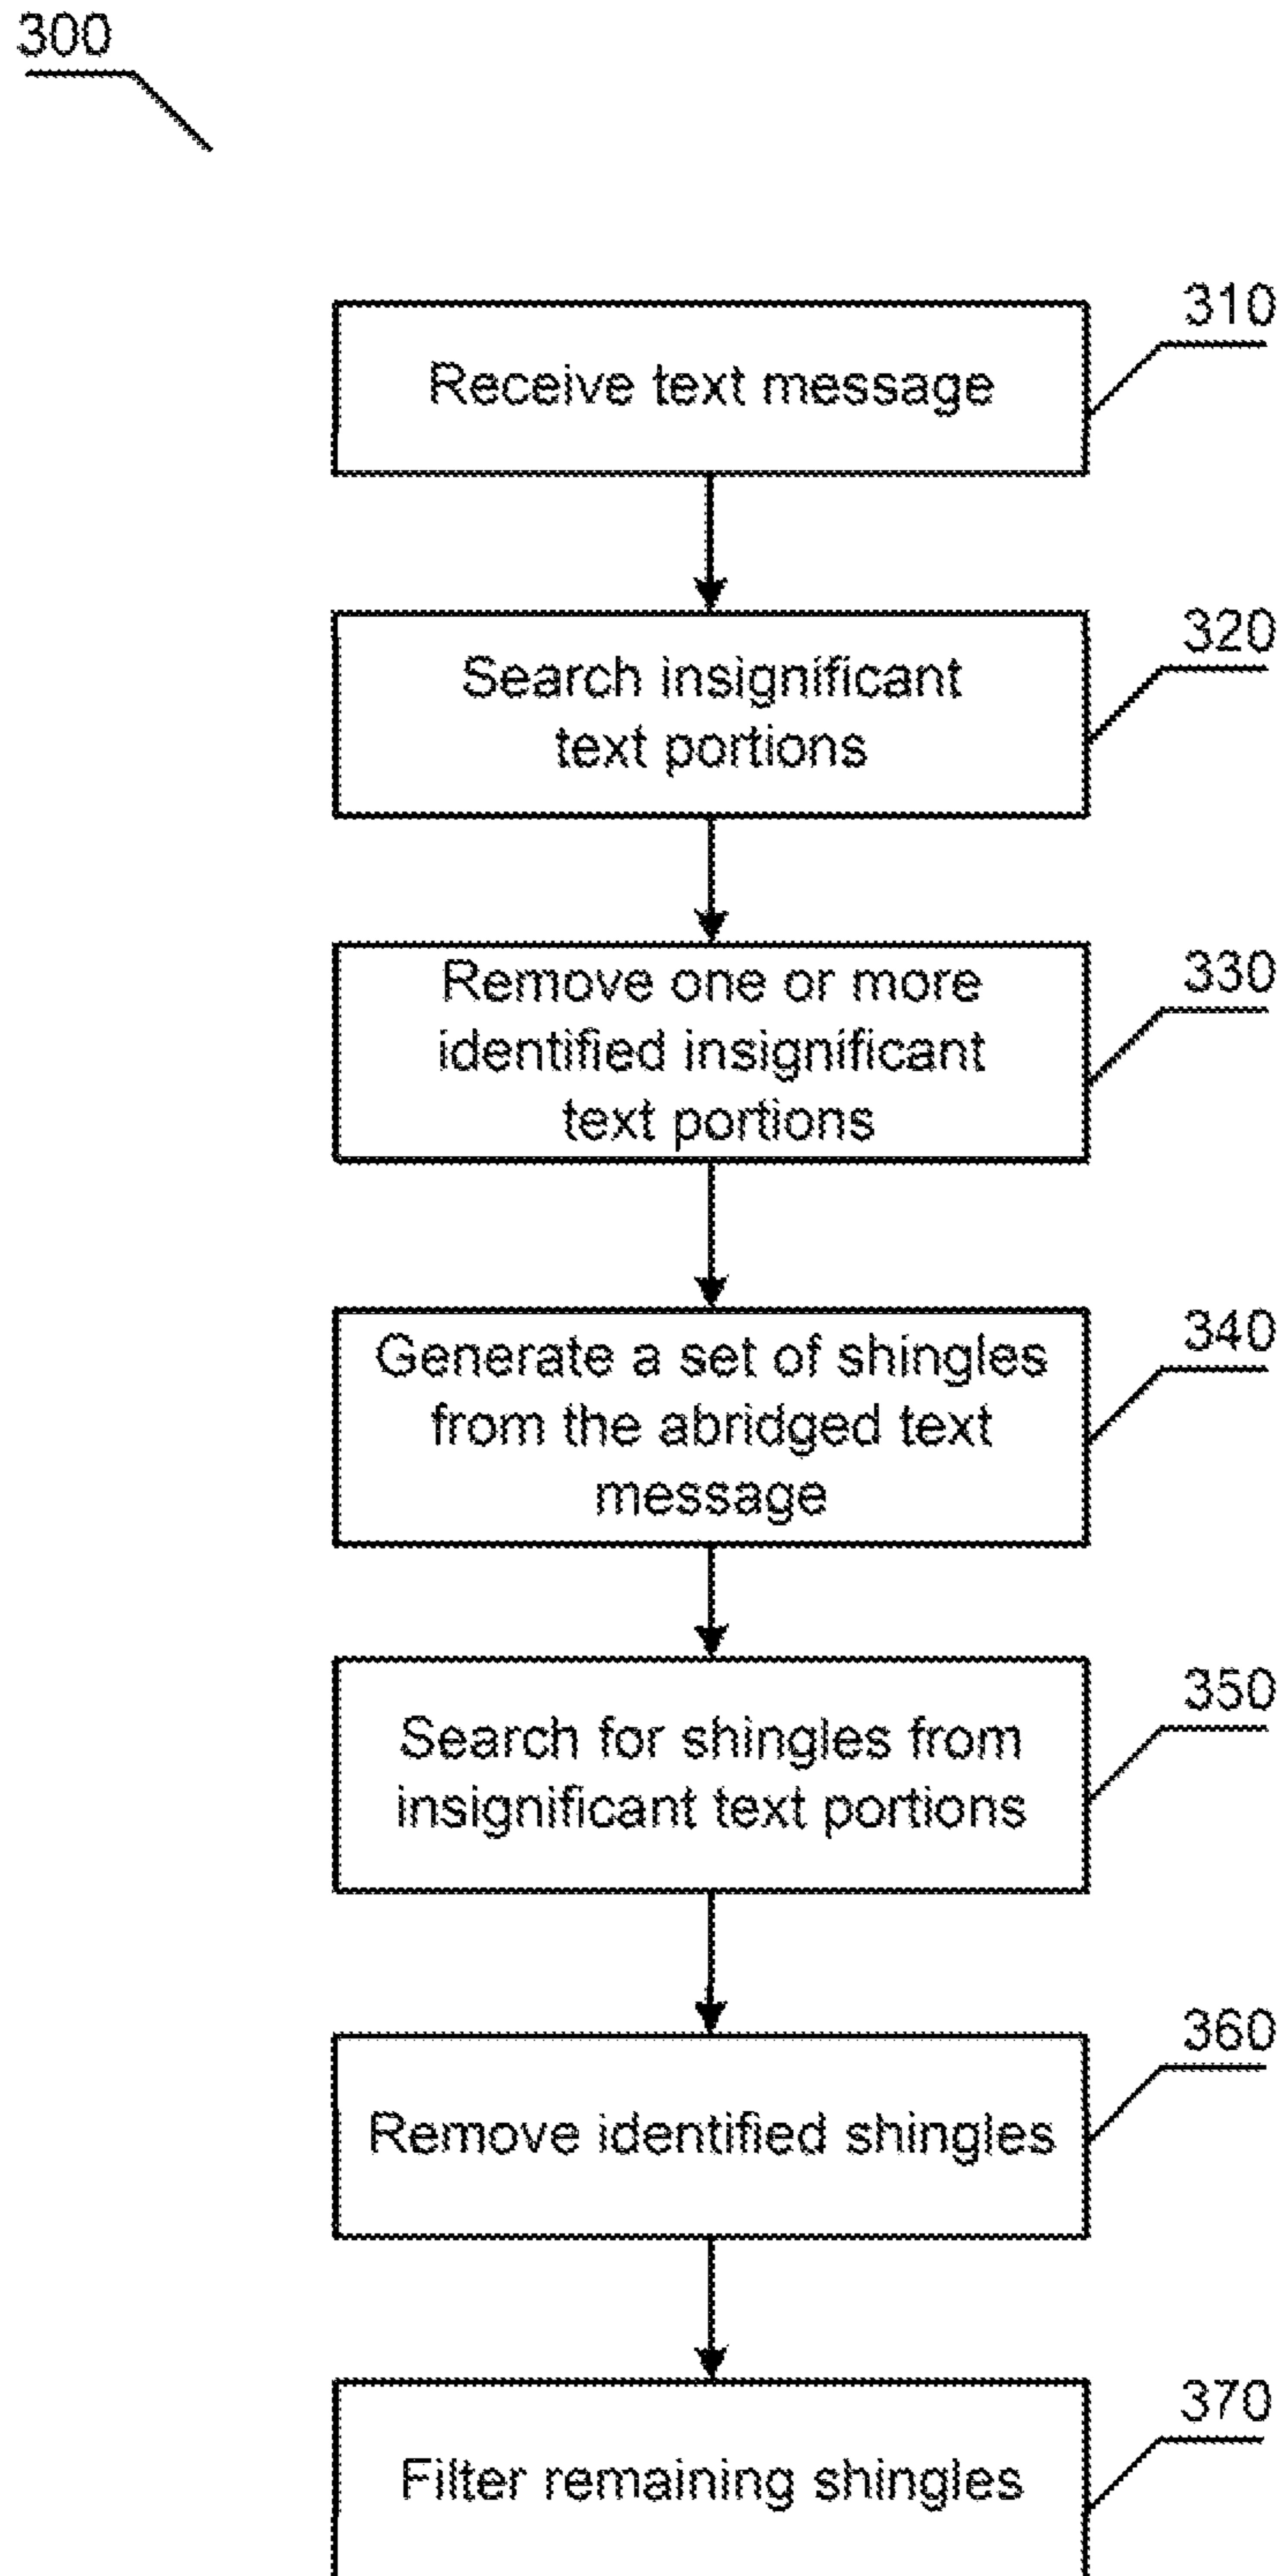 300
310
Receive text message
320
Search insignificant
text portions
330
Remove one or more
identified insignificant
text portions
340
Generate a set of shingles
from the abridged text
message
350
Search for shingles from
insignificant text portions
360
Remove identified shingles
370
Filter remaining shingles